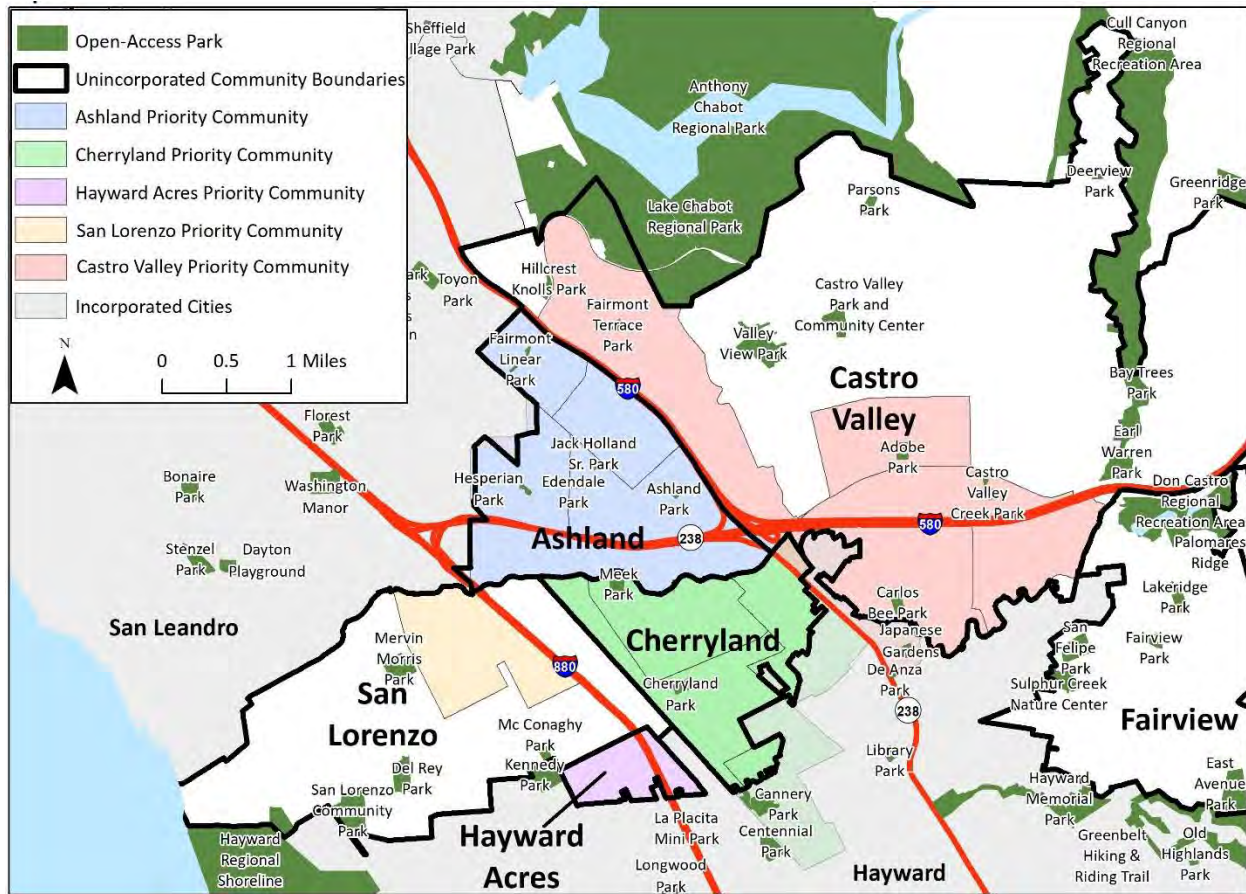 Open-Access Park
Unincorporated Community Boundaries
Ashland Priority Community
Cherryland Priority Community
Hayward Acres Priority Community
San Lorenzo Priority Community
Castro Valley Priority Community
Incorporated Cities
N
0 0.5 1 Miles
Sheffield
Park
Cull Canyon
Regional
Recreation Area
Anthony
Chabot
Regional Park
Deerview
Park
Greenridge
Park
Parsons
Park
Lake Chabot
Regional Park
Toyon
Park
Hillcrest
Knolls Park
Castro Valley
Park and
Community Center
Fairmont
Terrace
Park
Valley
View Park
Fairmont
Linear
Park
580
Castro
Valley
Bay Trees
Park
Florest
Park
Earl
Warren
Park
Jack Holland
Sr. Park
Adobe
Park
Bonaire
Park
Washington
Manor
Hesperian
Park
Edendale
Park
Ashland
Park
Castro
Valley
Creek Park
Don Castro
Regional
Recreation Area
580
Palomares
Ridge
Ashland
238
Stenzel
Park
Dayton
Playground
Meek
Park
Lakeridge
Park
Carlos
Bee Park
San Leandro
Cherryland
Japanese
Gardens
San
Felipe
Park
Fairview
Park
Mervin
Morris
Park
880
De Anza
Park
Sulphur Creek
Nature Center
Cherryland
Park
San
Lorenzo
238
Fairview
Mc Conaghy
Park
Kennedy
Park
Library
Park
Del Rey
Park
San Lorenzo
Community
Park
Hayward
Memorial
Park
East
Avenue
Park
Cannery
Park
La Placita
Mini Park
Centennial
Park
Hayward
Acres
Hayward
Regional
Shoreline
Longwood
Park
Hayward
Greenbelt
Hiking &
Riding Trail
Old
Highlands
Park